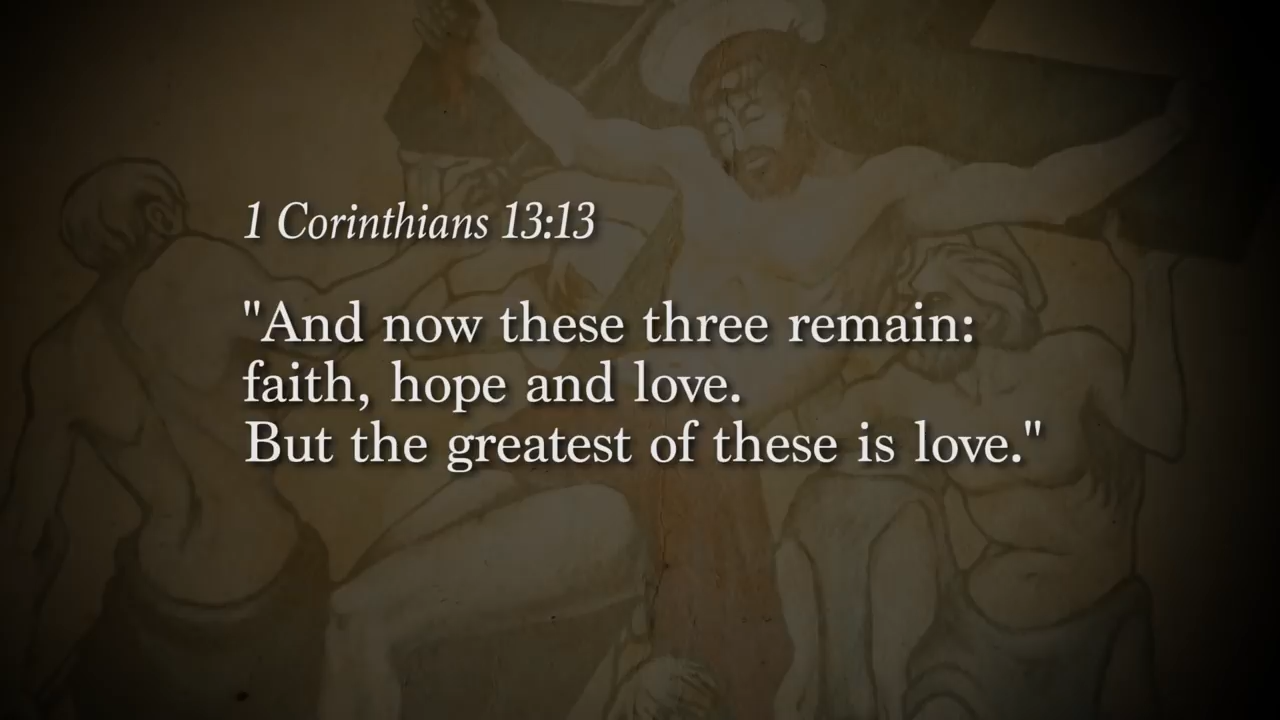 1 Corinthians 13:13
"And now these three remain:
faith, hope and love.
But the greatest of these is love."